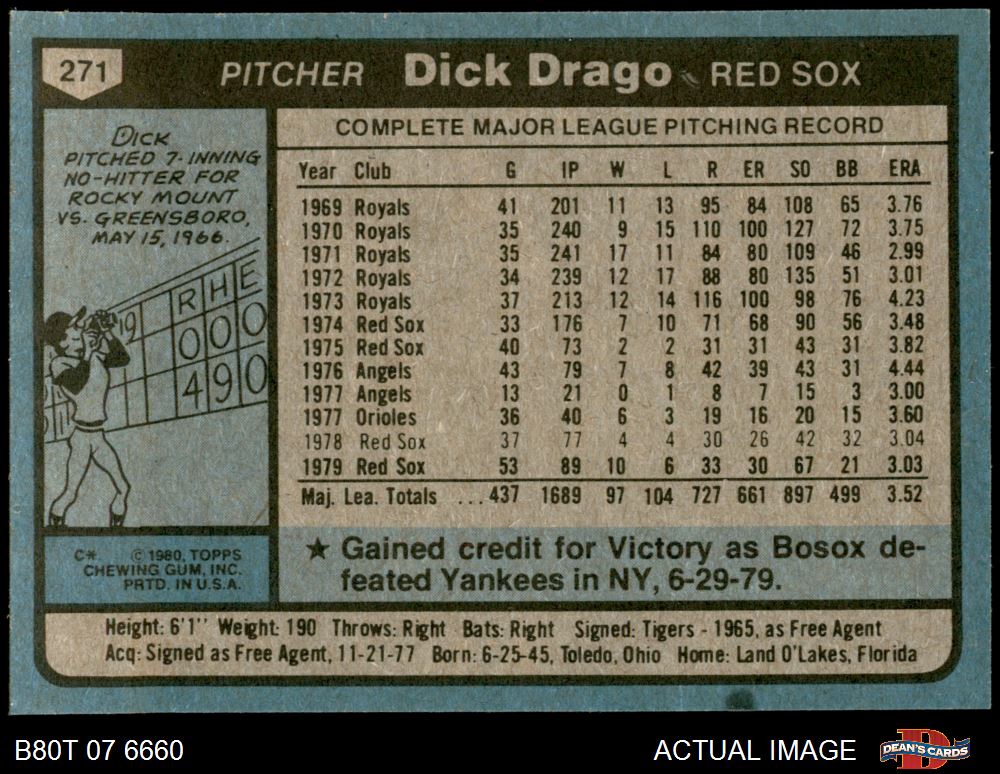 271 PITCHER Dick Drago RED SOX
DICK
PITCHED 7-INNING
NO-HITTER FOR
ROCKY MOUNT
VS. GREENSBORO,
MAY 15, 1966.
19 R H E
0 0 0
4 9 0
COMPLETE MAJOR LEAGUE PITCHING RECORD
Year Club G IP W L R ER SO BB ERA
1969 Royals 41 201 11 13 95 84 108 65 3.76
1970 Royals 35 240 9 15 110 100 127 72 3.75
1971 Royals 35 241 17 11 84 80 109 46 2.99
1972 Royals 34 239 12 17 88 80 135 51 3.01
1973 Royals 37 213 12 14 116 100 98 76 4.23
1974 Red Sox 33 176 7 10 71 68 90 56 3.48
1975 Red Sox 40 73 2 2 31 31 43 31 3.82
1976 Angels 43 79 7 8 42 39 43 31 4.44
1977 Angels 13 21 0 1 8 7 15 3 3.00
1977 Orioles 36 40 6 3 19 16 20 15 3.60
1978 Red Sox 37 77 4 4 30 26 42 32 3.04
1979 Red Sox 53 89 10 6 33 30 67 21 3.03
Maj. Lea. Totals ...437 1689 97 104 727 661 897 499 3.52
★ Gained credit for Victory as Bosox de-
feated Yankees in NY, 6-29-79.
C* © 1980, TOPPS
CHEWING GUM, INC.
PRTD. IN U.S.A.
Height: 6'1" Weight: 190 Throws: Right Bats: Right Signed: Tigers - 1965, as Free Agent
Acq: Signed as Free Agent, 11-21-77 Born: 6-25-45, Toledo, Ohio Home: Land O'Lakes, Florida
B80T 07 6660 ACTUAL IMAGE DEAN'S CARDS